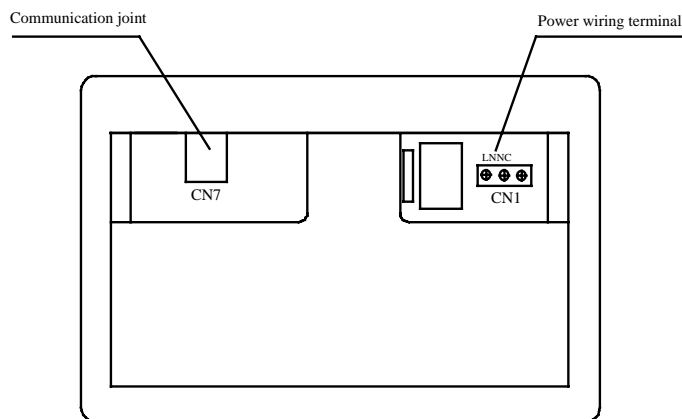 Communication joint
Power wiring terminal
LNNC
CN7
CN1